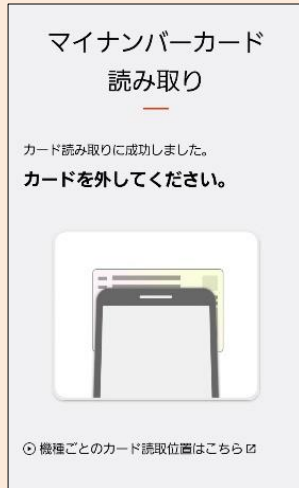 マイナンバーカード
読み取り
カード読み取りに成功しました。
カードを外してください。
機種ごとのカード読取位置はこちら